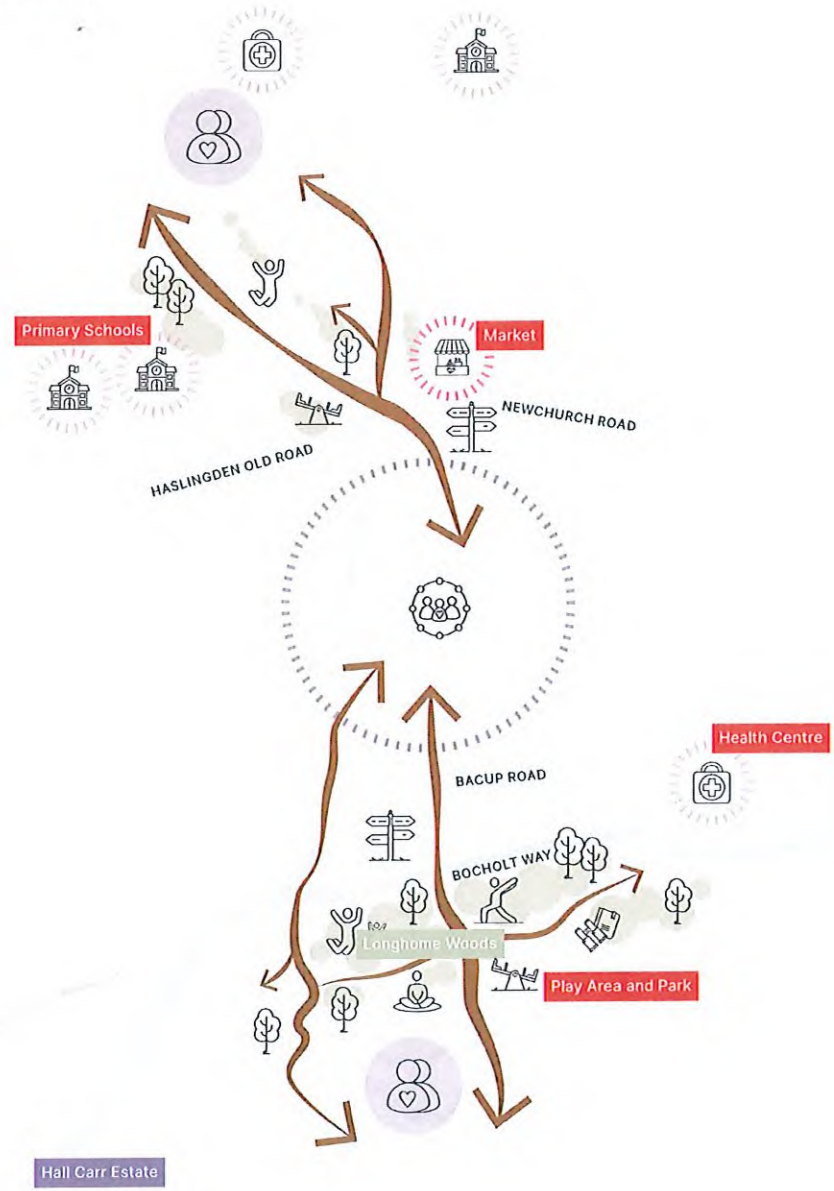 Primary Schools
Market
NEWCHURCH ROAD
HASLINGDEN OLD ROAD
Health Centre
BACUP ROAD
BOCHOLT WAY
Longhome Woods
Play Area and Park
Hall Carr Estate